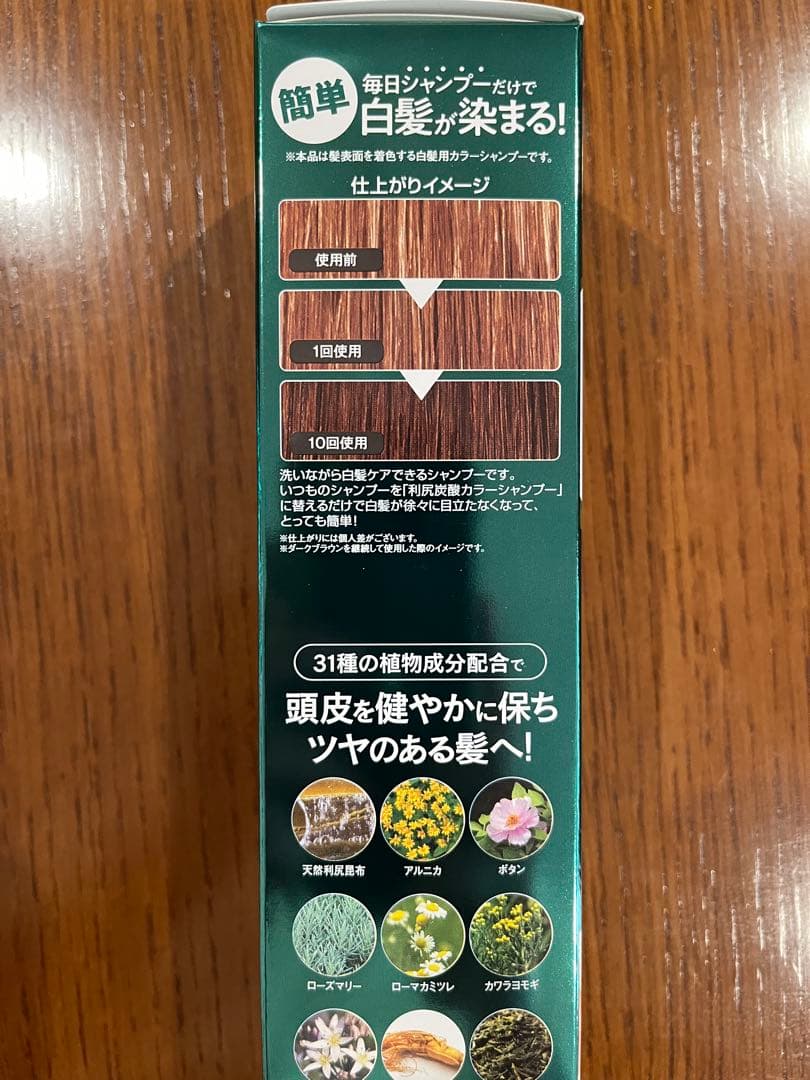 簡単
毎日シャンプーだけで
白髪が染まる!
※本品は髪表面を着色する白髪用カラーシャンプーです。
仕上がりイメージ
使用前
1回使用
10回使用
洗いながら白髪ケアできるシャンプーです。
いつものシャンプーを「利尻炭酸カラーシャンプー」
に替えるだけで白髪が徐々に目立たなくなって、
とっても簡単!
※仕上がりには個人差がございます。
※ダークブラウンを継続して使用した際のイメージです。
31種の植物成分配合で
頭皮を健やかに保ち
ツヤのある髪へ!
天然利尻昆布 アルニカ ボタン
ローズマリー ローマカミツレ カワラヨモギ